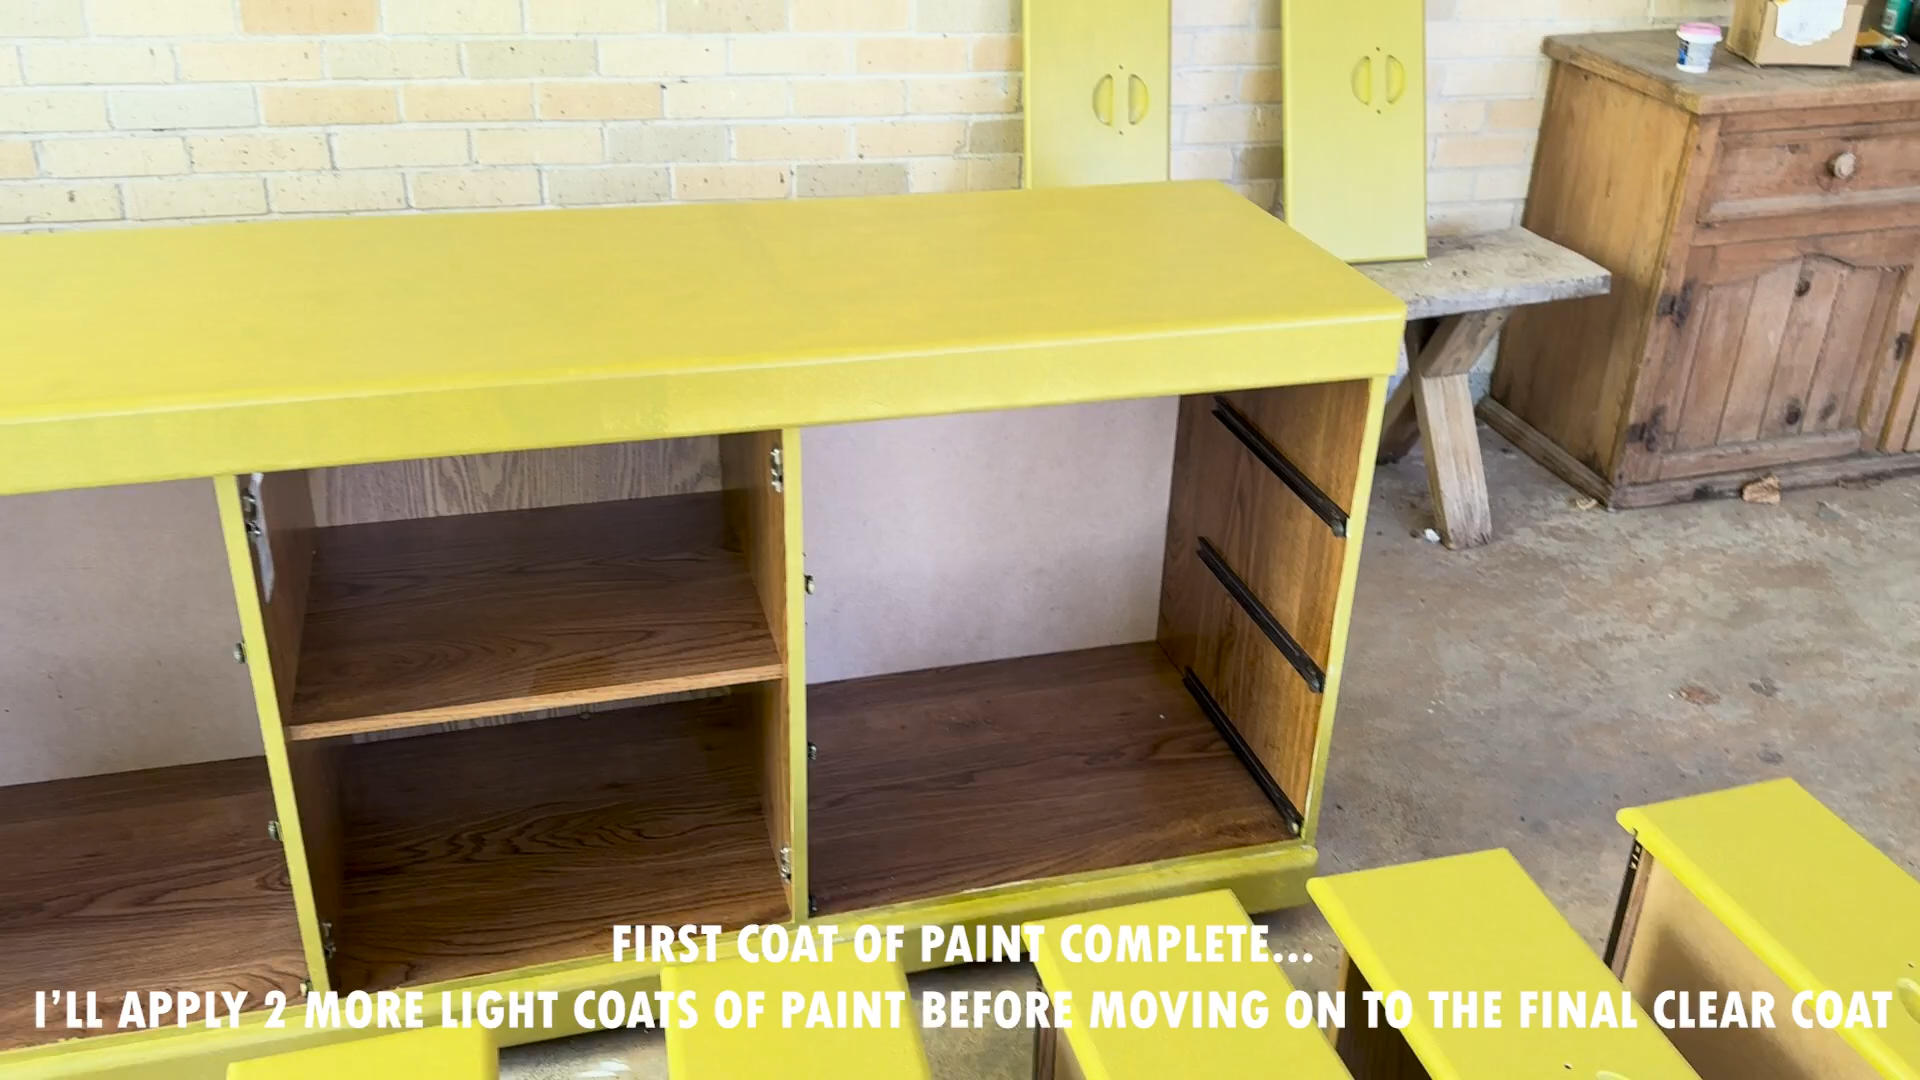 FIRST COAT OF PAINT COMPLETE...
I'LL APPLY 2 MORE LIGHT COATS OF PAINT BEFORE MOVING ON TO THE FINAL CLEAR COAT